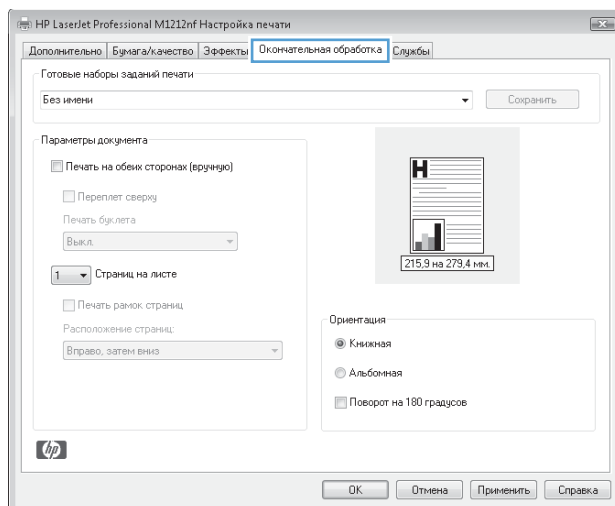 HP LaserJet Professional M1212nf Настройка печати
Дополнительно Бумага/качество Эффекты Окончательная обработка Службы
Готовые наборы заданий печати
Без имени
Сохранить
Параметры документа
Печать на обеих сторонах (вручную)
Переплет сверху
Печать буклета
Выкл.
1 Страниц на листе
Печать рамок страниц
Расположение страниц:
Вправо, затем вниз
H
215,9 на 279,4 мм.
Ориентация
Книжная
Альбомная
Поворот на 180 градусов
hp
OK Отмена Применить Справка